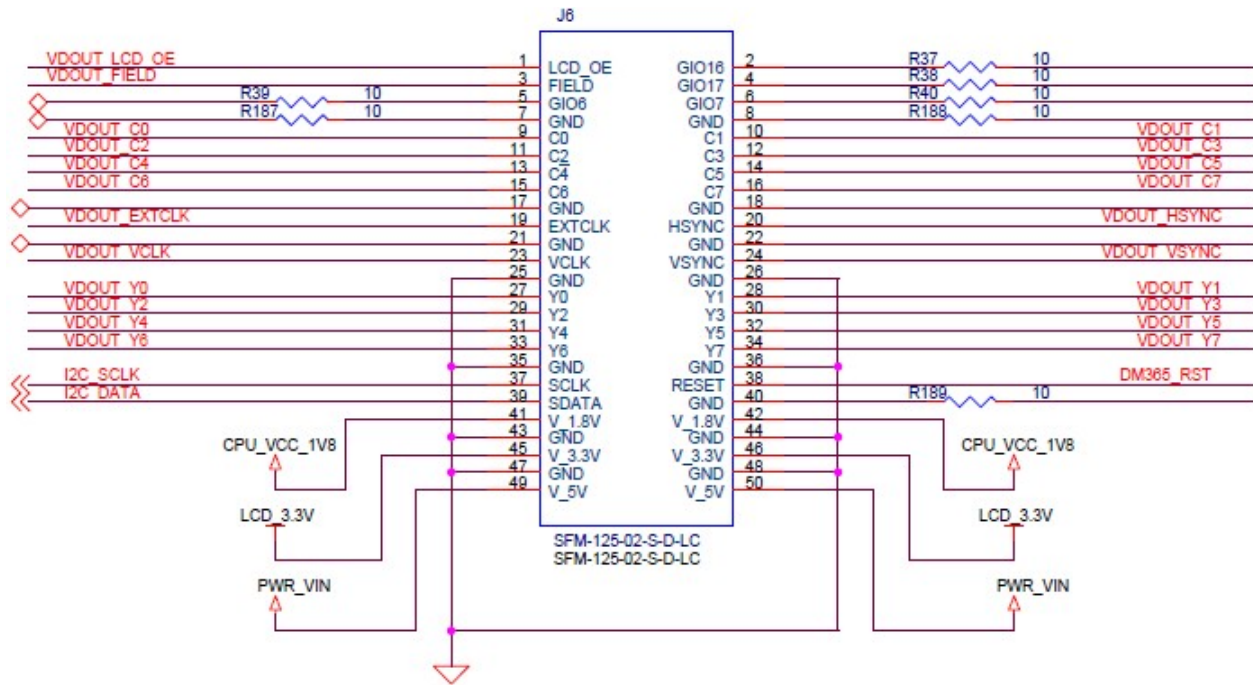 J6
VDOUT_LCD_OE 1 LCD_OE GIO16 2 R37 10
VDOUT_FIELD 3 FIELD GIO17 4 R38 10
R39 10 5 GIO6 GIO7 6 R40 10
R187 10 7 GND GND 8 R188 10
VDOUT_C0 9 C0 C1 10 VDOUT_C1
VDOUT_C2 11 C2 C3 12 VDOUT_C3
VDOUT_C4 13 C4 C5 14 VDOUT_C5
VDOUT_C6 15 C6 C7 16 VDOUT_C7
17 GND GND 18
VDOUT_EXTCLK 19 EXTCLK HSYNC 20 VDOUT_HSYNC
21 GND GND 22
VDOUT_VCLK 23 VCLK VSYNC 24 VDOUT_VSYNC
25 GND GND 26
VDOUT_Y0 27 Y0 Y1 28 VDOUT_Y1
VDOUT_Y2 29 Y2 Y3 30 VDOUT_Y3
VDOUT_Y4 31 Y4 Y5 32 VDOUT_Y5
VDOUT_Y6 33 Y6 Y7 34 VDOUT_Y7
35 GND GND 36
I2C_SCLK 37 SCLK RESET 38 DM365_RST
I2C_DATA 39 SDATA GND 40 R189 10
41 V_1.8V V_1.8V 42
43 GND GND 44
CPU_VCC_1V8 45 V_3.3V V_3.3V 46 CPU_VCC_1V8
47 GND GND 48
49 V_5V V_5V 50
LCD_3.3V LCD_3.3V
SFM-125-02-S-D-LC
SFM-125-02-S-D-LC
PWR_VIN PWR_VIN